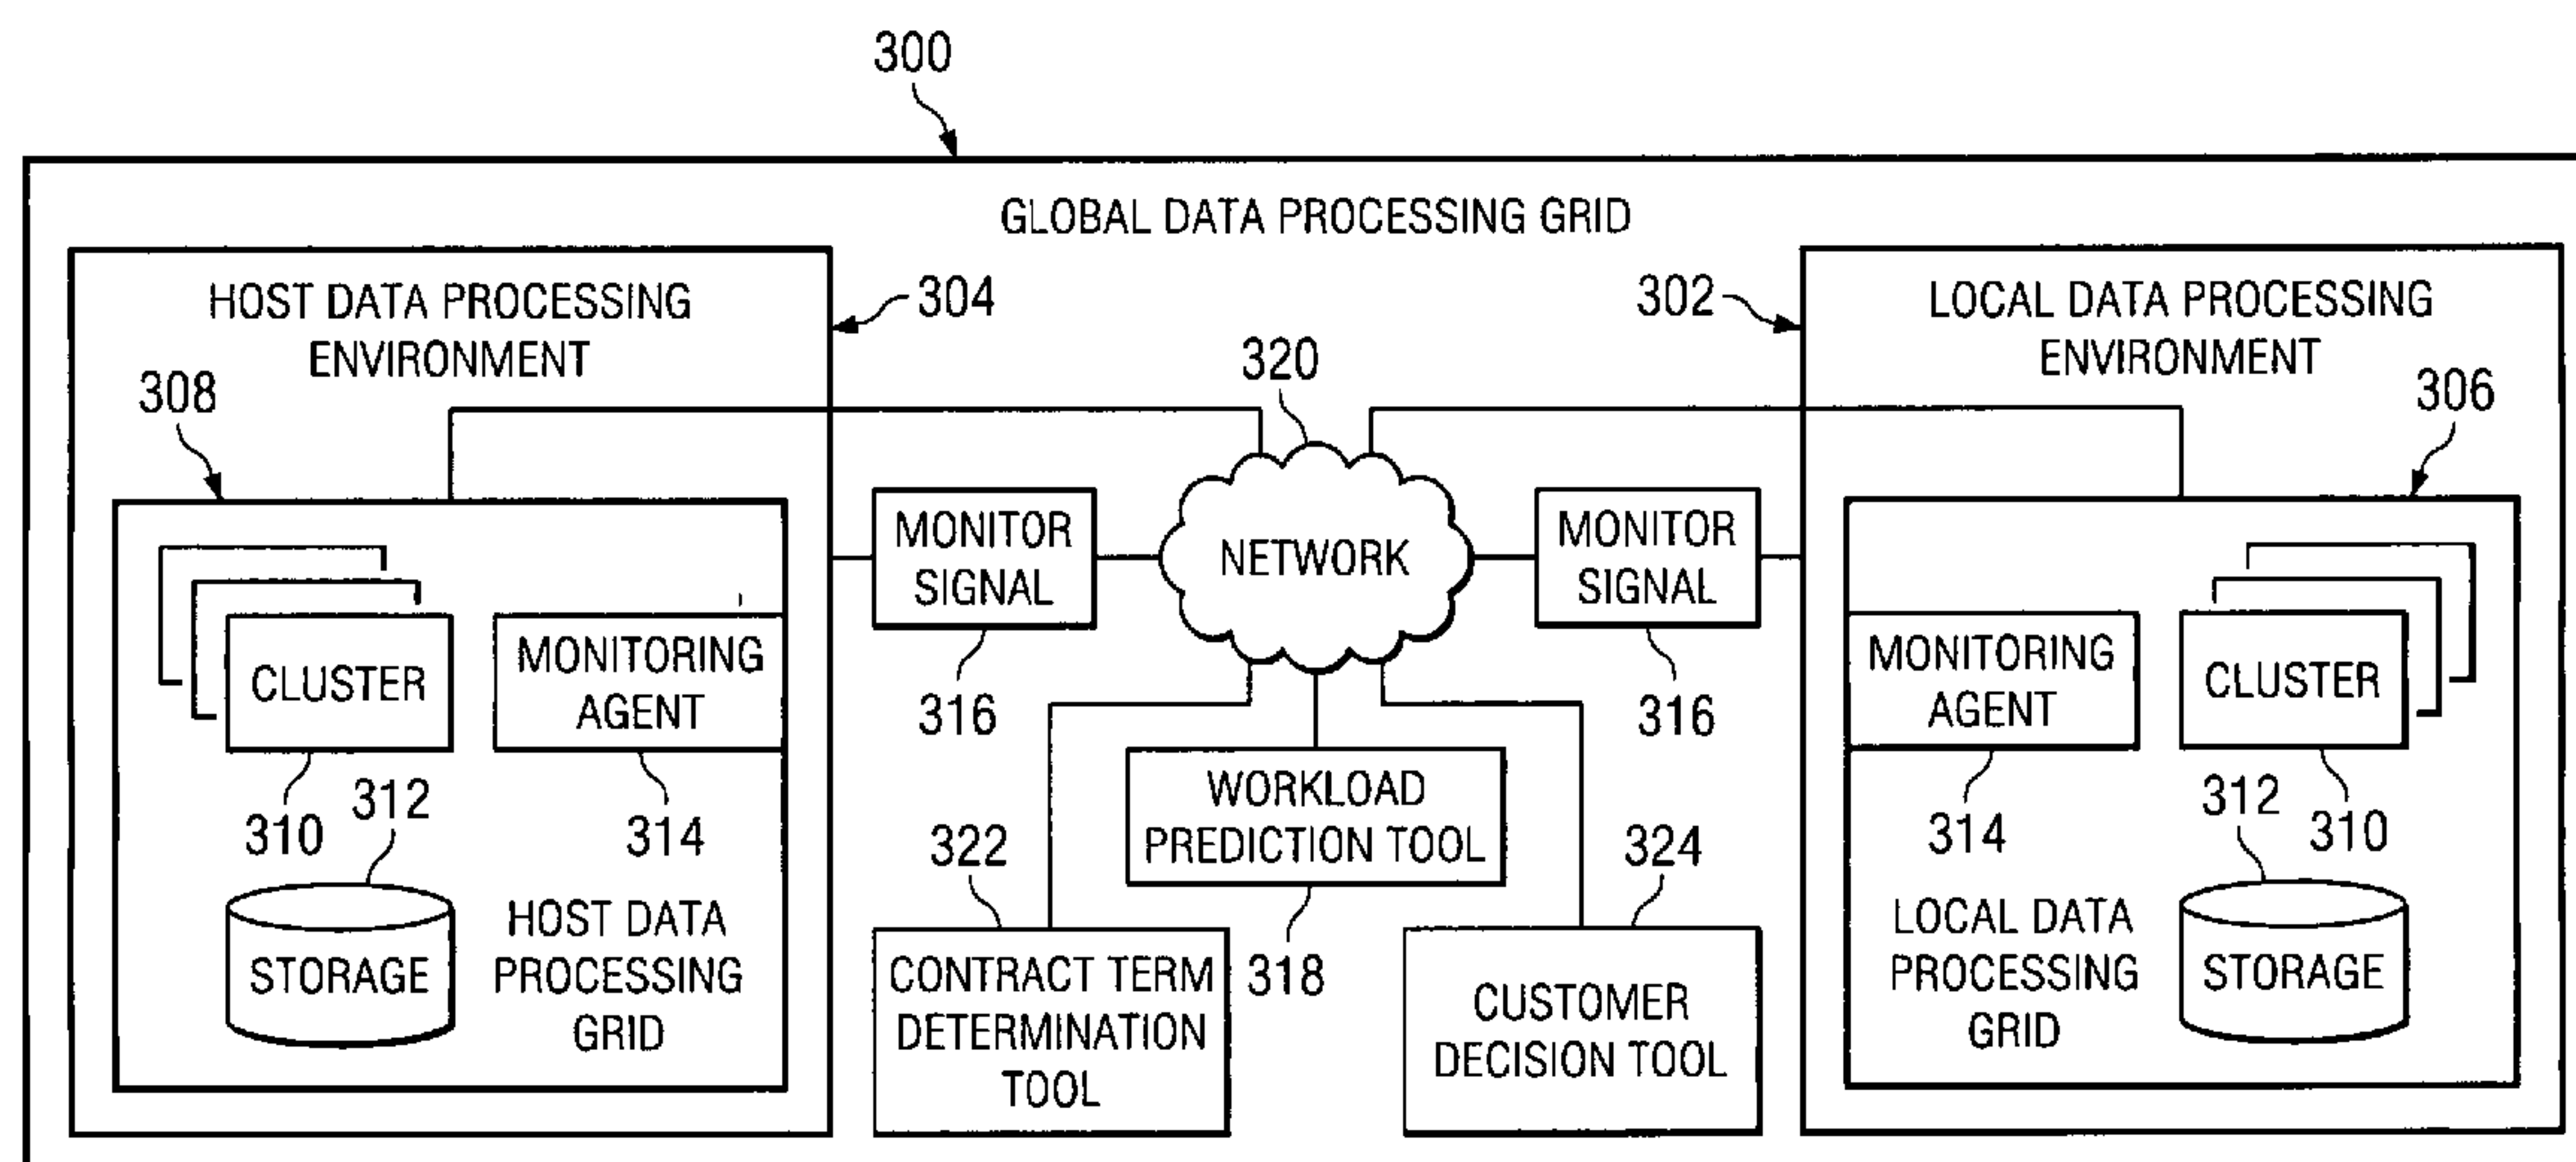 300
GLOBAL DATA PROCESSING GRID
HOST DATA PROCESSING
ENVIRONMENT
304
308
CLUSTER
310
MONITORING
AGENT
314
312
STORAGE
HOST DATA
PROCESSING
GRID
MONITOR
SIGNAL
316
320
NETWORK
MONITOR
SIGNAL
316
WORKLOAD
PREDICTION TOOL
318
322
CONTRACT TERM
DETERMINATION
TOOL
324
CUSTOMER
DECISION TOOL
302
LOCAL DATA PROCESSING
ENVIRONMENT
306
MONITORING
AGENT
314
CLUSTER
310
312
STORAGE
LOCAL DATA
PROCESSING
GRID